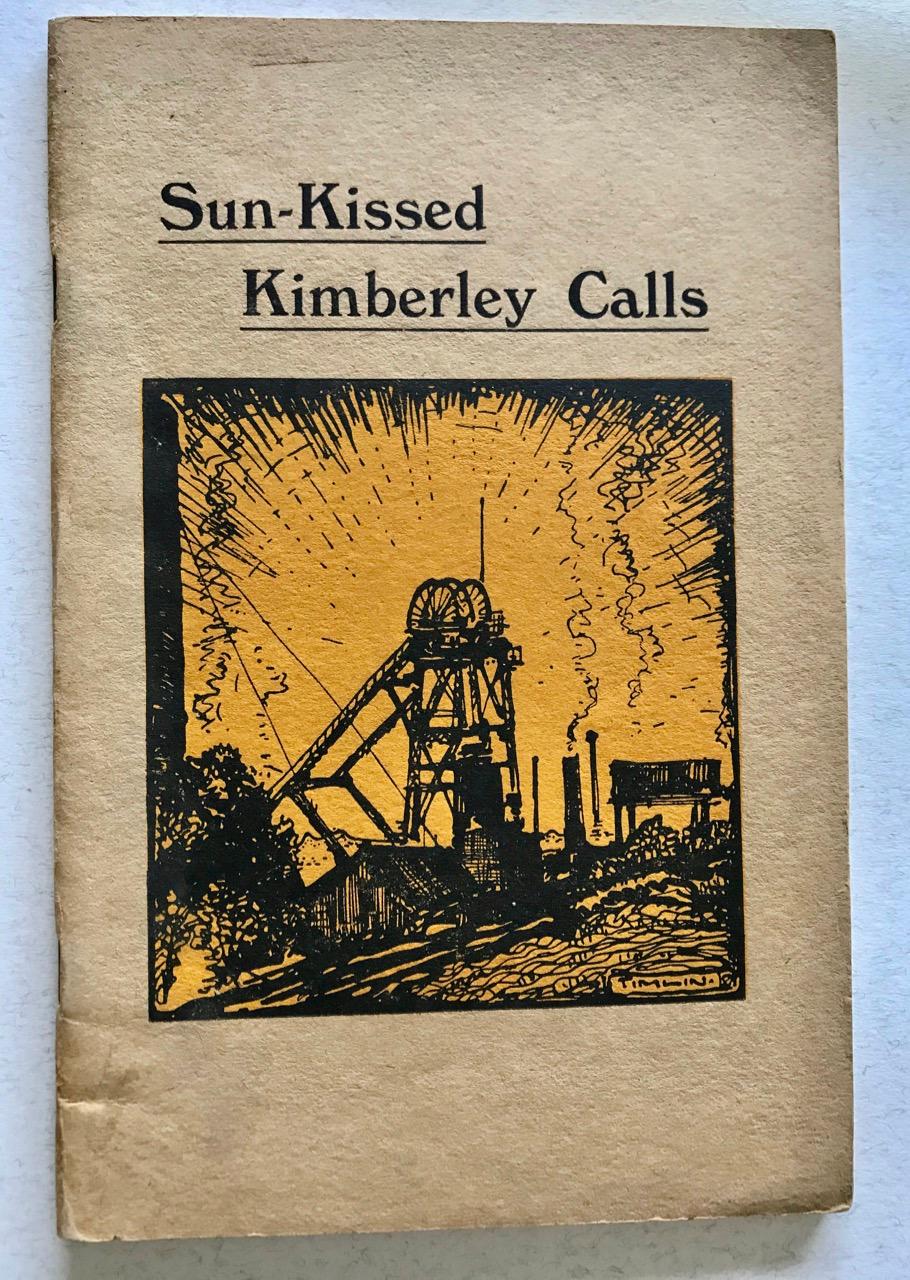 Sun-Kissed
Kimberley Calls
TIMLIN.